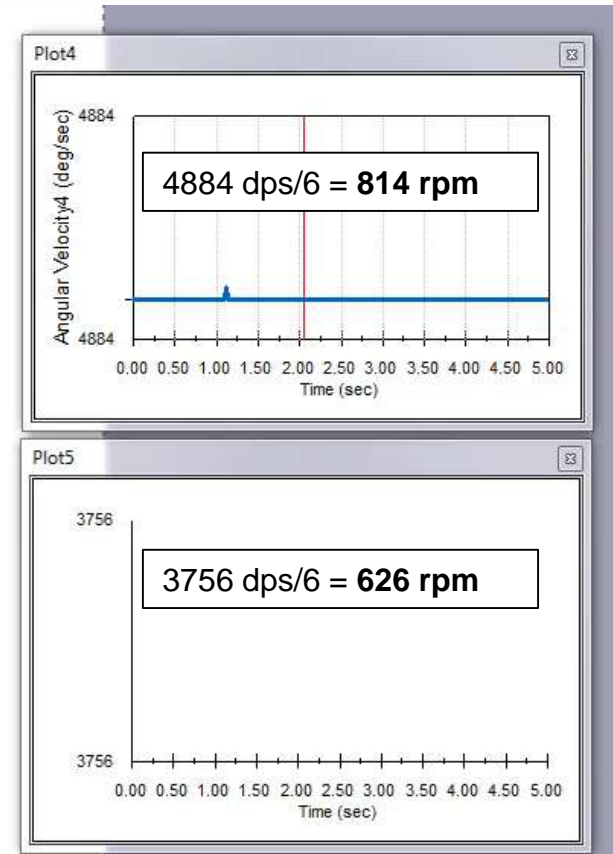 Plot4
Angular Velocity4 (deg/sec)
4884
4884 dps/6 = 814 rpm
4884
0.00 0.50 1.00 1.50 2.00 2.50 3.00 3.50 4.00 4.50 5.00
Time (sec)
Plot5
3756
3756 dps/6 = 626 rpm
3756
0.00 0.50 1.00 1.50 2.00 2.50 3.00 3.50 4.00 4.50 5.00
Time (sec)